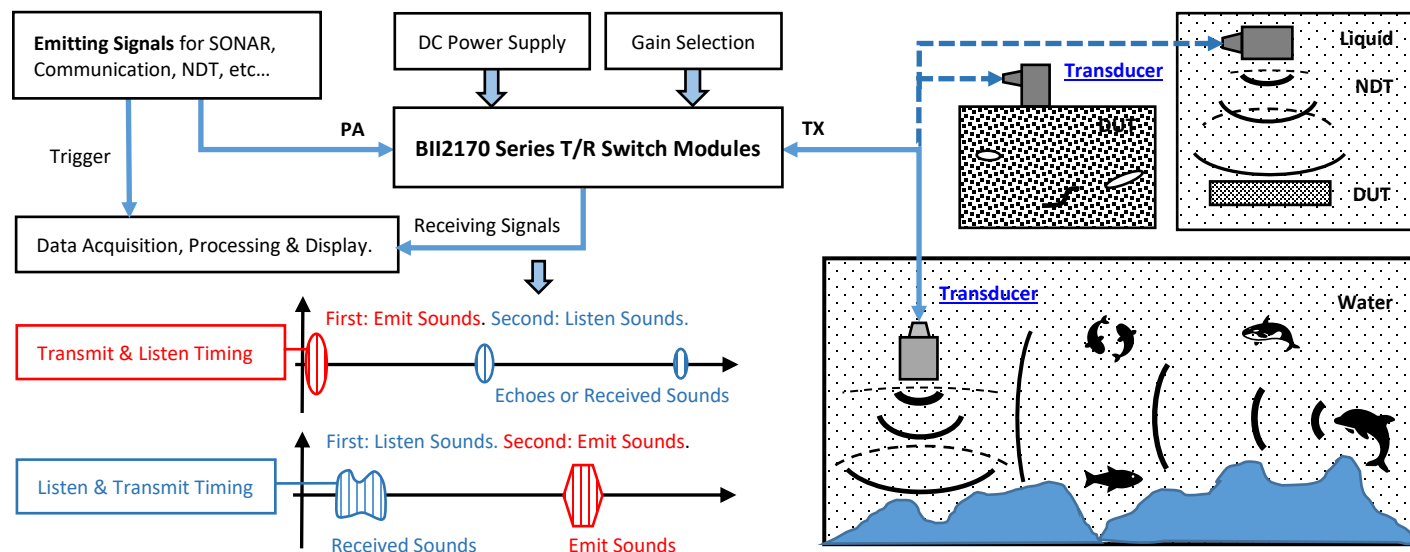 Emitting Signals for SONAR,
Communication, NDT, etc...
DC Power Supply
Gain Selection
Liquid
NDT
DUT
Transducer
DUT
PA
BII2170 Series T/R Switch Modules
TX
Trigger
Receiving Signals
Data Acquisition, Processing & Display.
Transducer
Water
First: Emit Sounds. Second: Listen Sounds.
Transmit & Listen Timing
Echoes or Received Sounds
First: Listen Sounds. Second: Emit Sounds.
Listen & Transmit Timing
Received Sounds
Emit Sounds